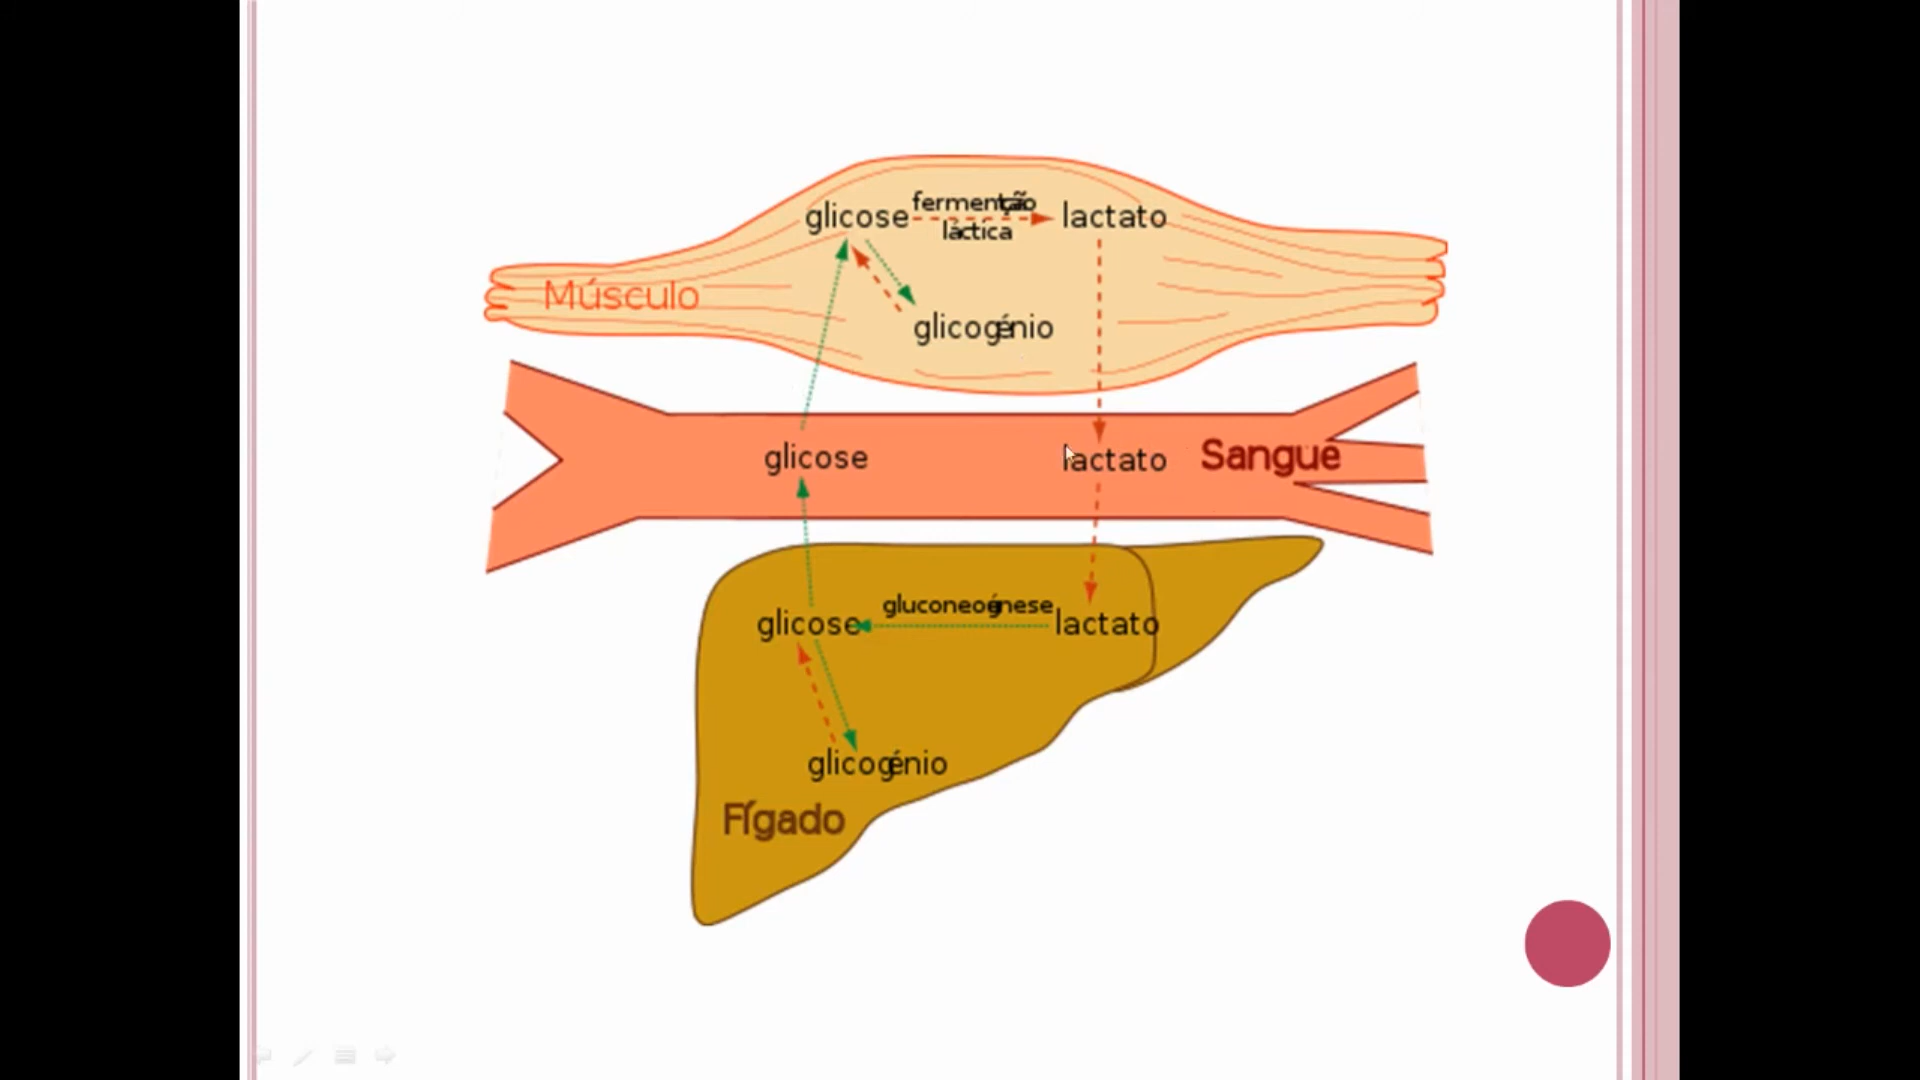 fermentação
glicose lactato
láctica
Músculo
glicogénio
glicose lactato Sangue
gluconeogénese
glicose lactato
glicogénio
Fígado